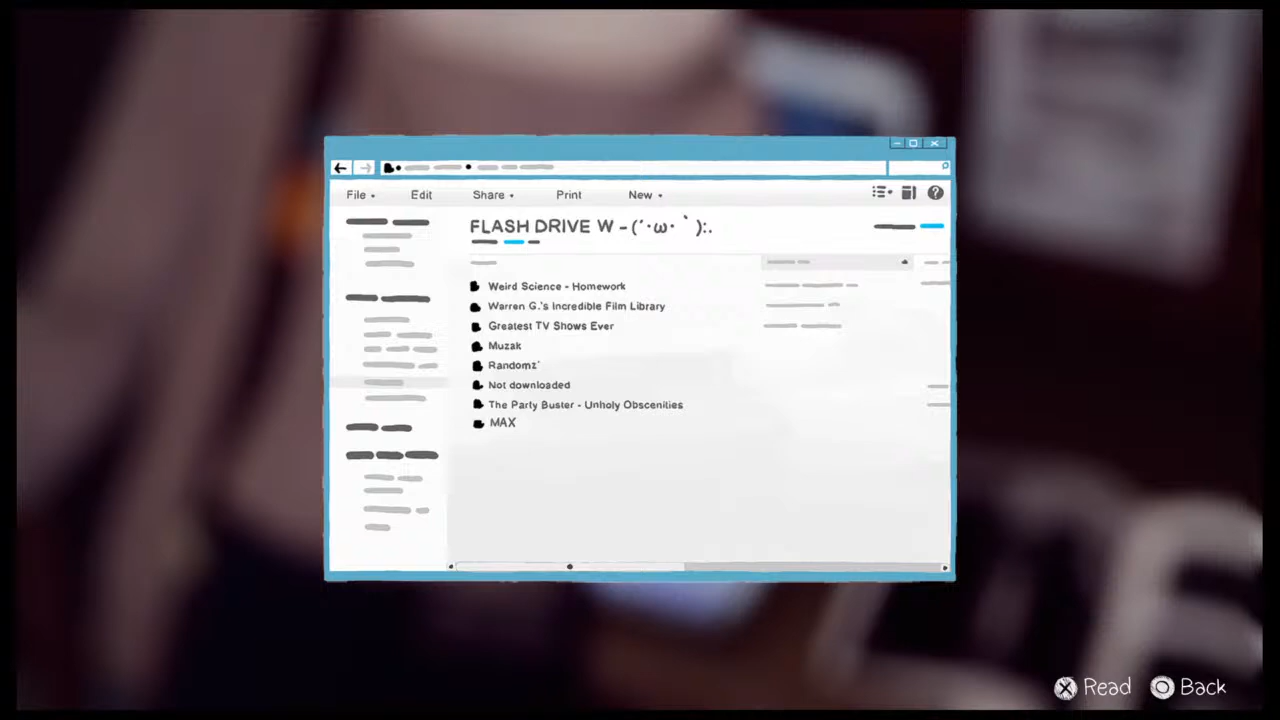 File Edit Share Print New
FLASH DRIVE W -(´･ω･`):.
Weird Science - Homework
Warren G.'s Incredible Film Library
Greatest TV Shows Ever
Muzak
Randomz'
Not downloaded
The Party Buster - Unholy Obscenities
MAX
Read Back